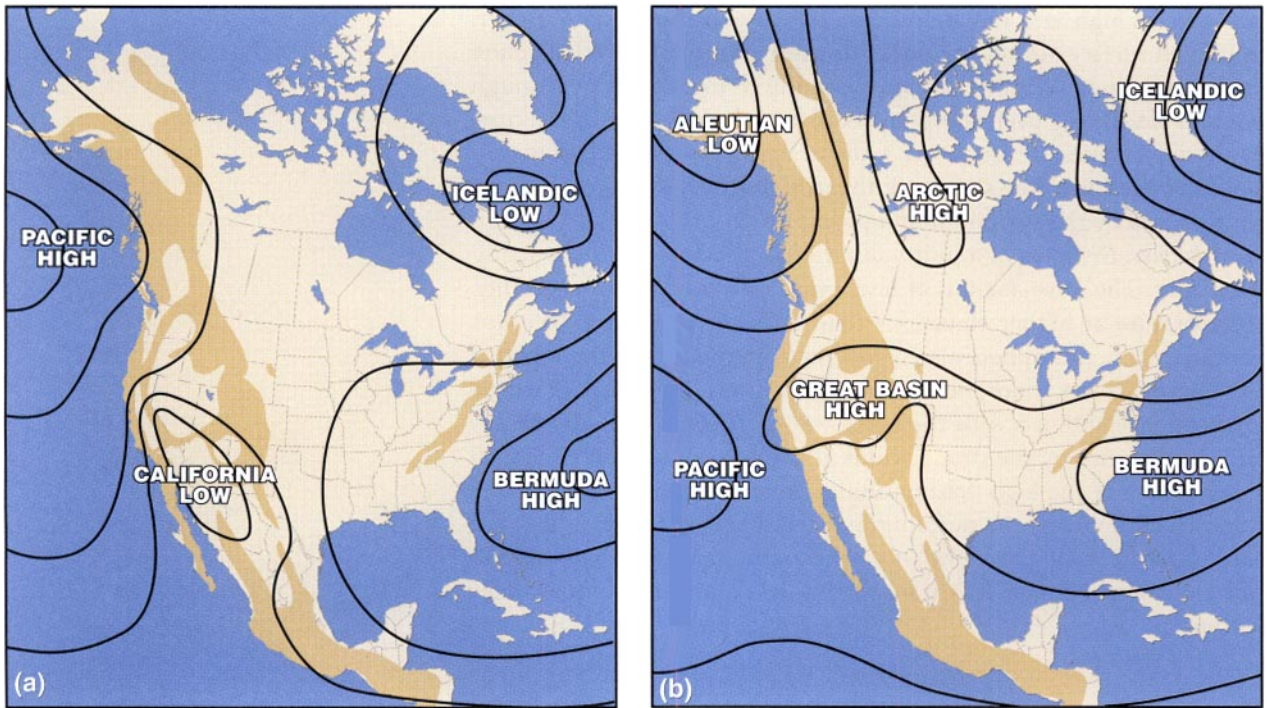 ICELANDIC
LOW
PACIFIC
HIGH
CALIFORNIA
LOW
BERMUDA
HIGH
(a)
ICELANDIC
LOW
ALEUTIAN
LOW
ARCTIC
HIGH
GREAT BASIN
HIGH
PACIFIC
HIGH
BERMUDA
HIGH
(b)